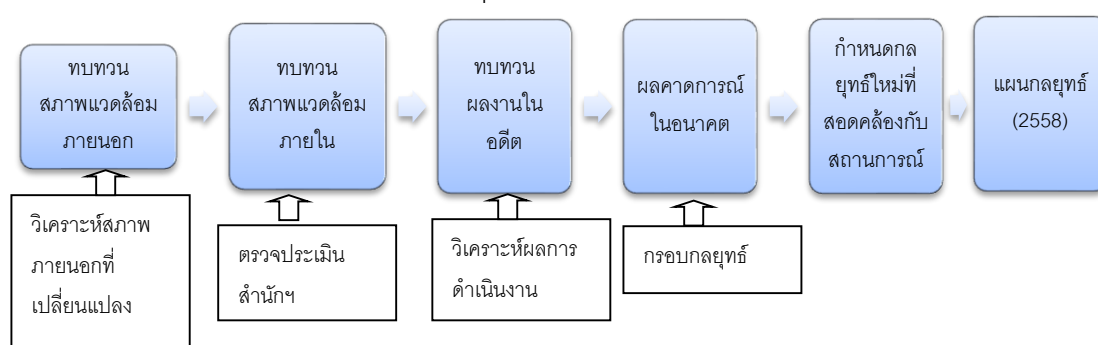 ทบทวน
สภาพแวดล้อม
ภายนอก
ทบทวน
สภาพแวดล้อม
ภายใน
ทบทวน
ผลงานใน
อดีต
ผลคาดการณ์
ในอนาคต
กำหนดกล
ยุทธ์ใหม่ที่
สอดคล้องกับ
สถานการณ์
แผนกลยุทธ์
(2558)
วิเคราะห์สภาพ
ภายนอกที่
เปลี่ยนแปลง
ตรวจประเมิน
สำนักฯ
วิเคราะห์ผลการ
ดำเนินงาน
กรอบกลยุทธ์